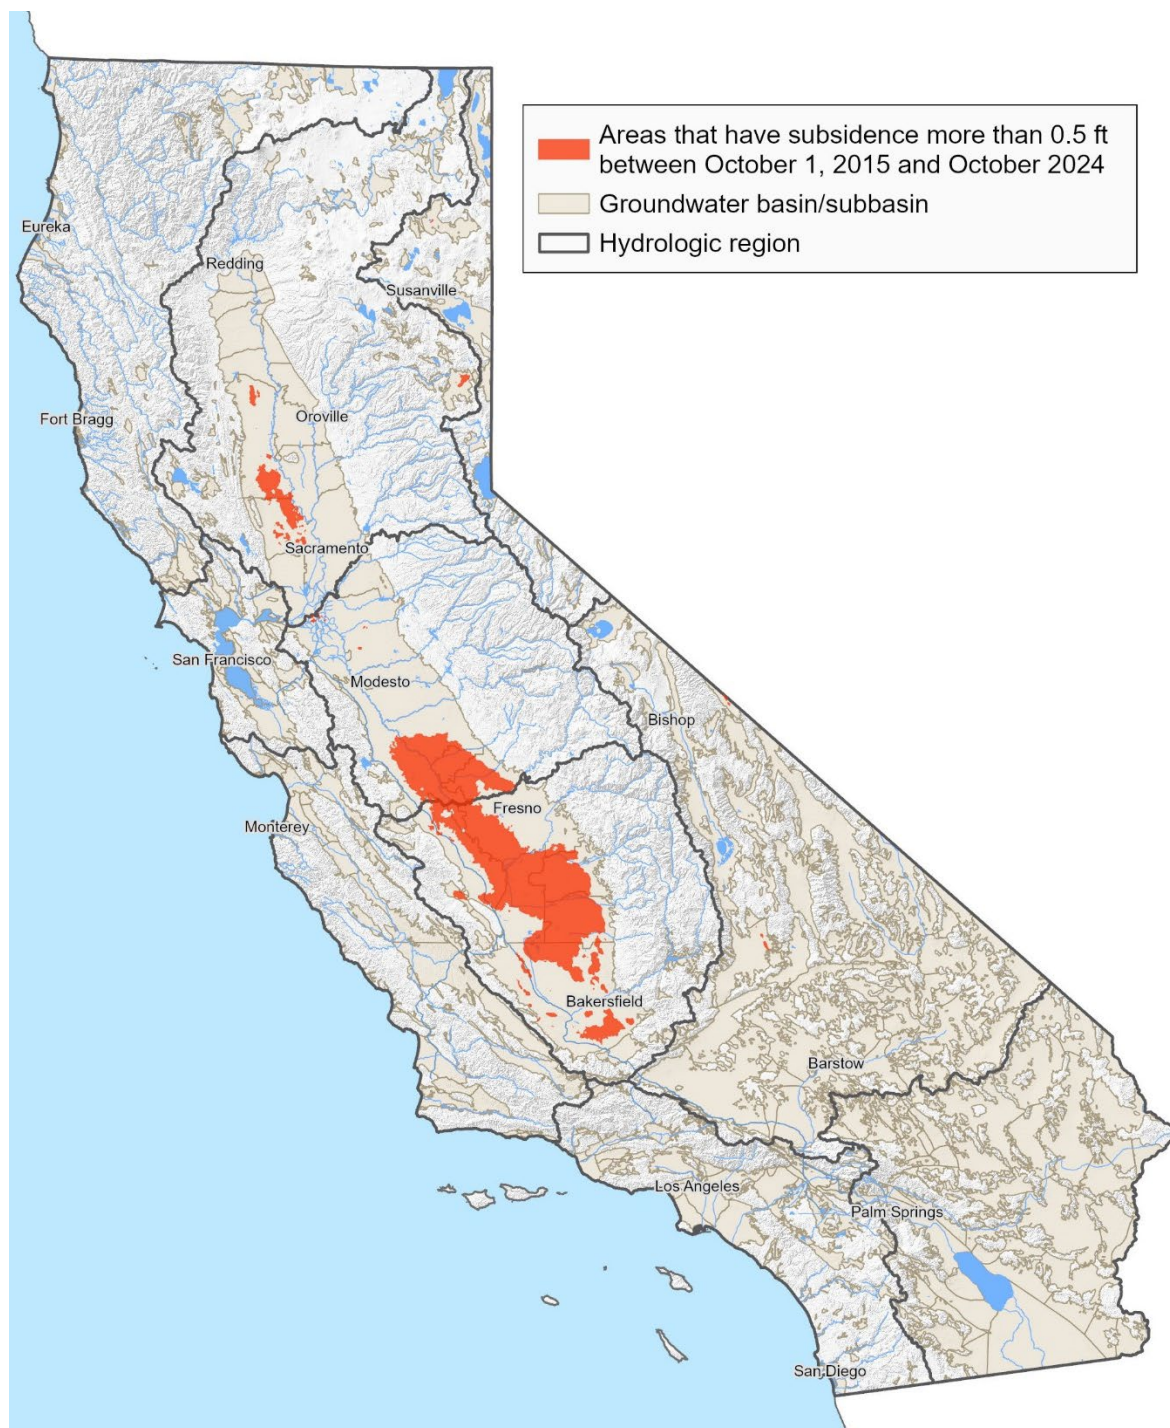 Areas that have subsidence more than 0.5 ft
between October 1, 2015 and October 2024
Groundwater basin/subbasin
Hydrologic region
Eureka
Redding
Susanville
Fort Bragg
Oroville
Sacramento
San Francisco
Modesto
Bishop
Fresno
Monterey
Bakersfield
Barstow
Los Angeles
Palm Springs
San Diego